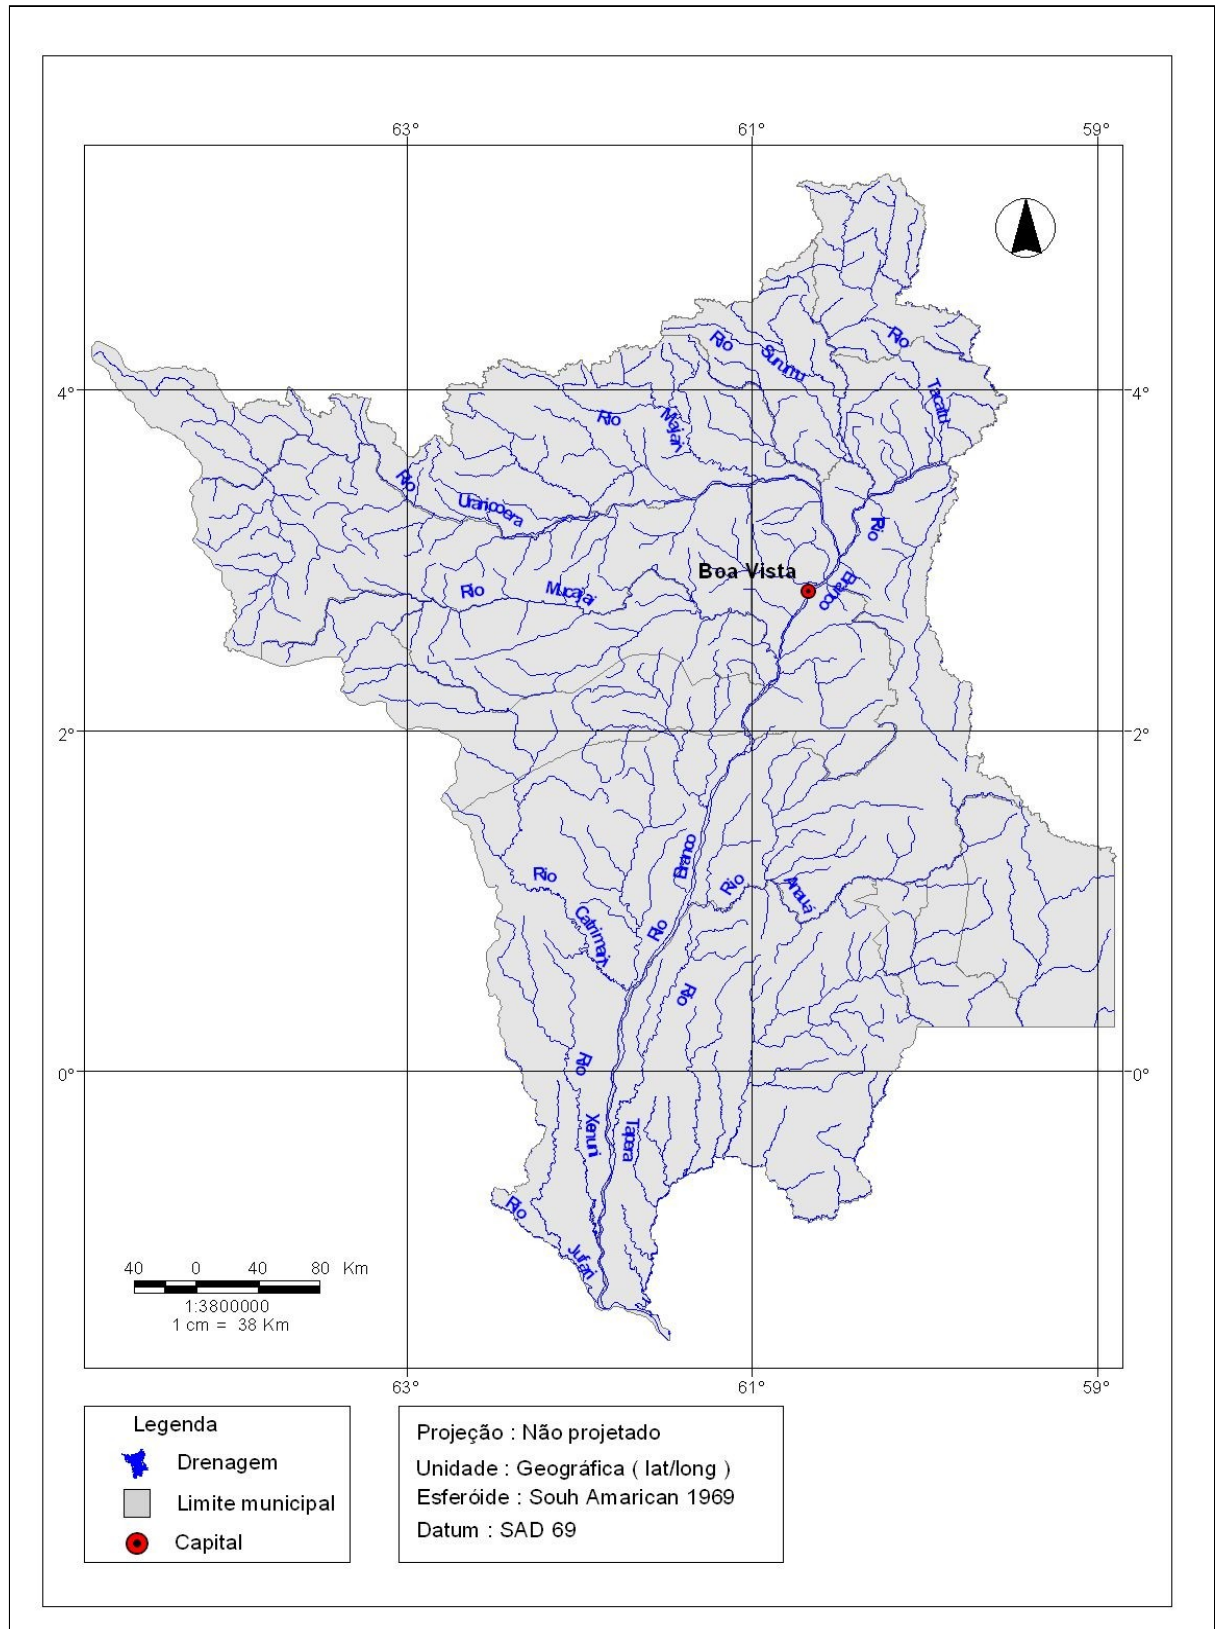 63° 61° 59°
4° 4°
Rio Surumu
Rio
Tacatu
Rio Majari
Rio Uraricoera
Rio
Branco
Boa Vista
Rio Mucajaí
2° 2°
Branco
Rio
Rio Anauá
Rio
Catrimani
Rio
Tapera
0° 0°
Rio
Xeruini
Rio
Jufari
40 0 40 80 Km
1:3800000
1 cm = 38 Km
63° 61° 59°
Legenda
Drenagem
Limite municipal
Capital
Projeção : Não projetado
Unidade : Geográfica ( lat/long )
Esferóide : Souh Amarican 1969
Datum : SAD 69